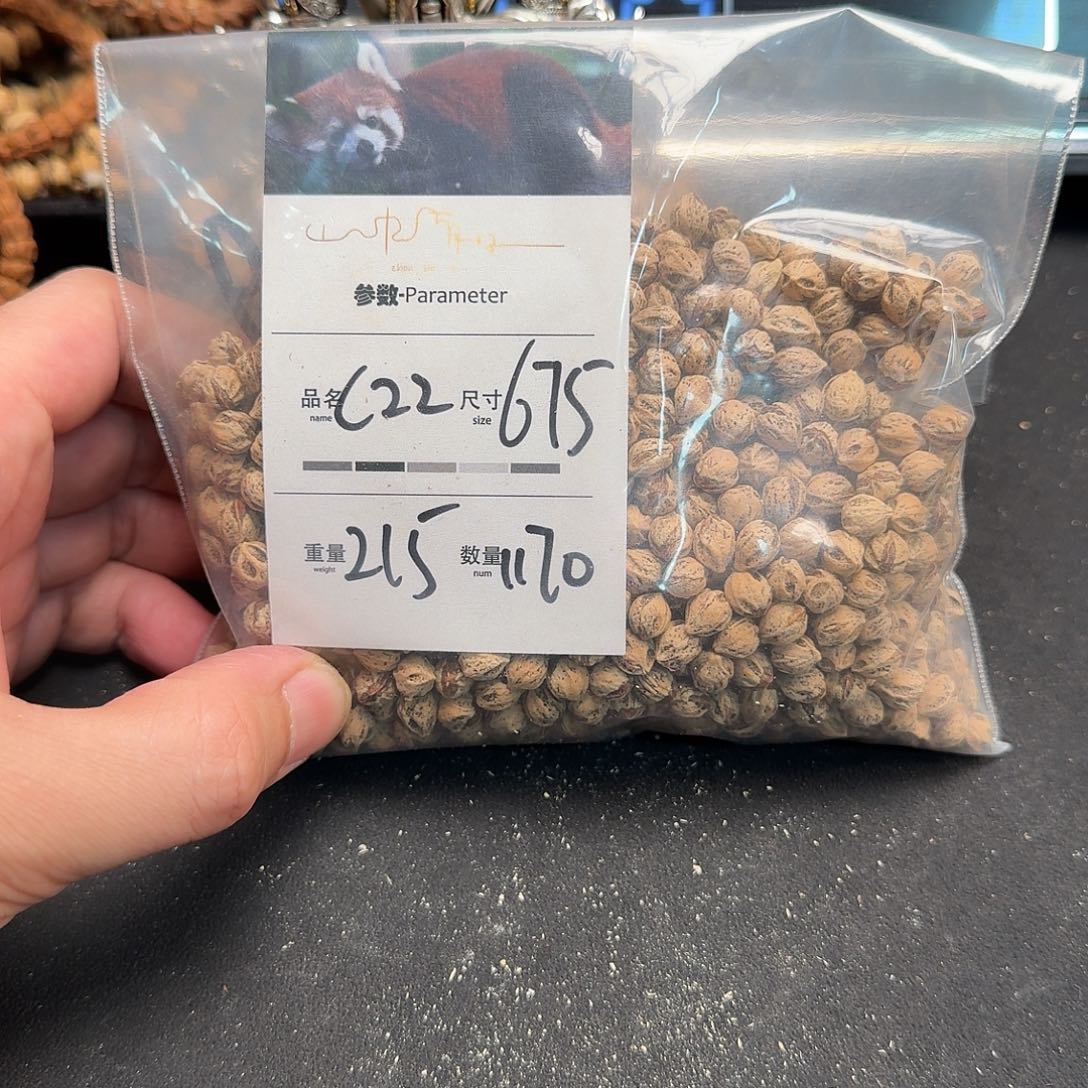 参数-Parameter
品名 C22 尺寸 675
name size
重量 215 数量 1170
weight num